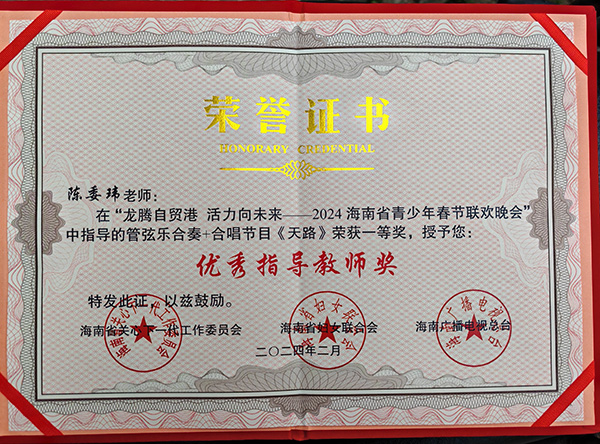 荣誉证书
HONORARY CREDENTIAL
陈委玮老师：
在“龙腾自贸港 活力向未来——2024海南省青少年春节联欢晚会”
中指导的管弦乐合奏+合唱节目《天路》荣获一等奖，授予您：
优秀指导教师奖
特发此证，以兹鼓励。
海南省关心下一代工作委员会 海南省妇女联合会 海南广播电视总台
二〇二四年二月